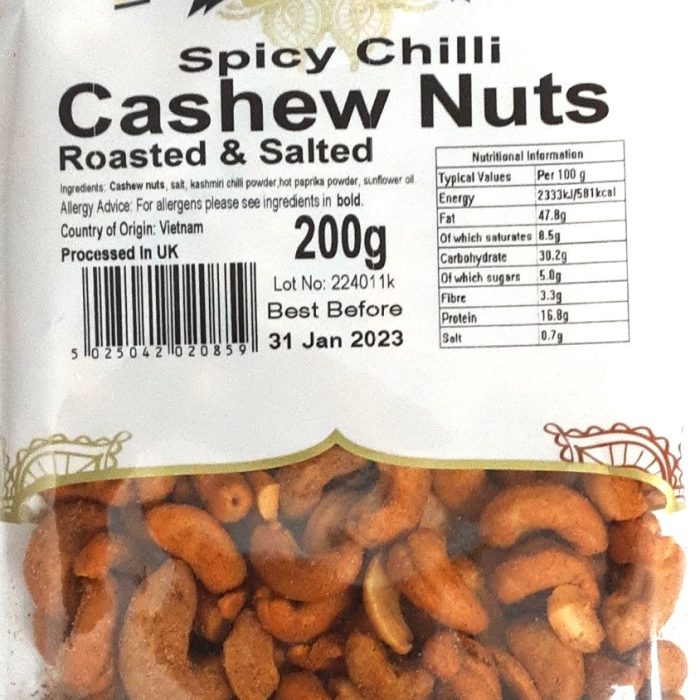 Spicy Chilli
Cashew Nuts
Roasted & Salted
Ingredients: Cashew nuts, salt, kashmiri chilli powder,hot paprika powder, sunflower oil
Allergy Advice: For allergens please see ingredients in bold.
Country of Origin: Vietnam
Processed In UK
200g
Lot No: 224011k
Best Before
31 Jan 2023
5 025042 020859
Nutritional Information
Typical Values Per 100 g
Energy 2333kJ/581kcal
Fat 47.8g
Of which saturates 8.5g
Carbohydrate 30.2g
Of which sugars 5.0g
Fibre 3.3g
Protein 16.8g
Salt 0.7g